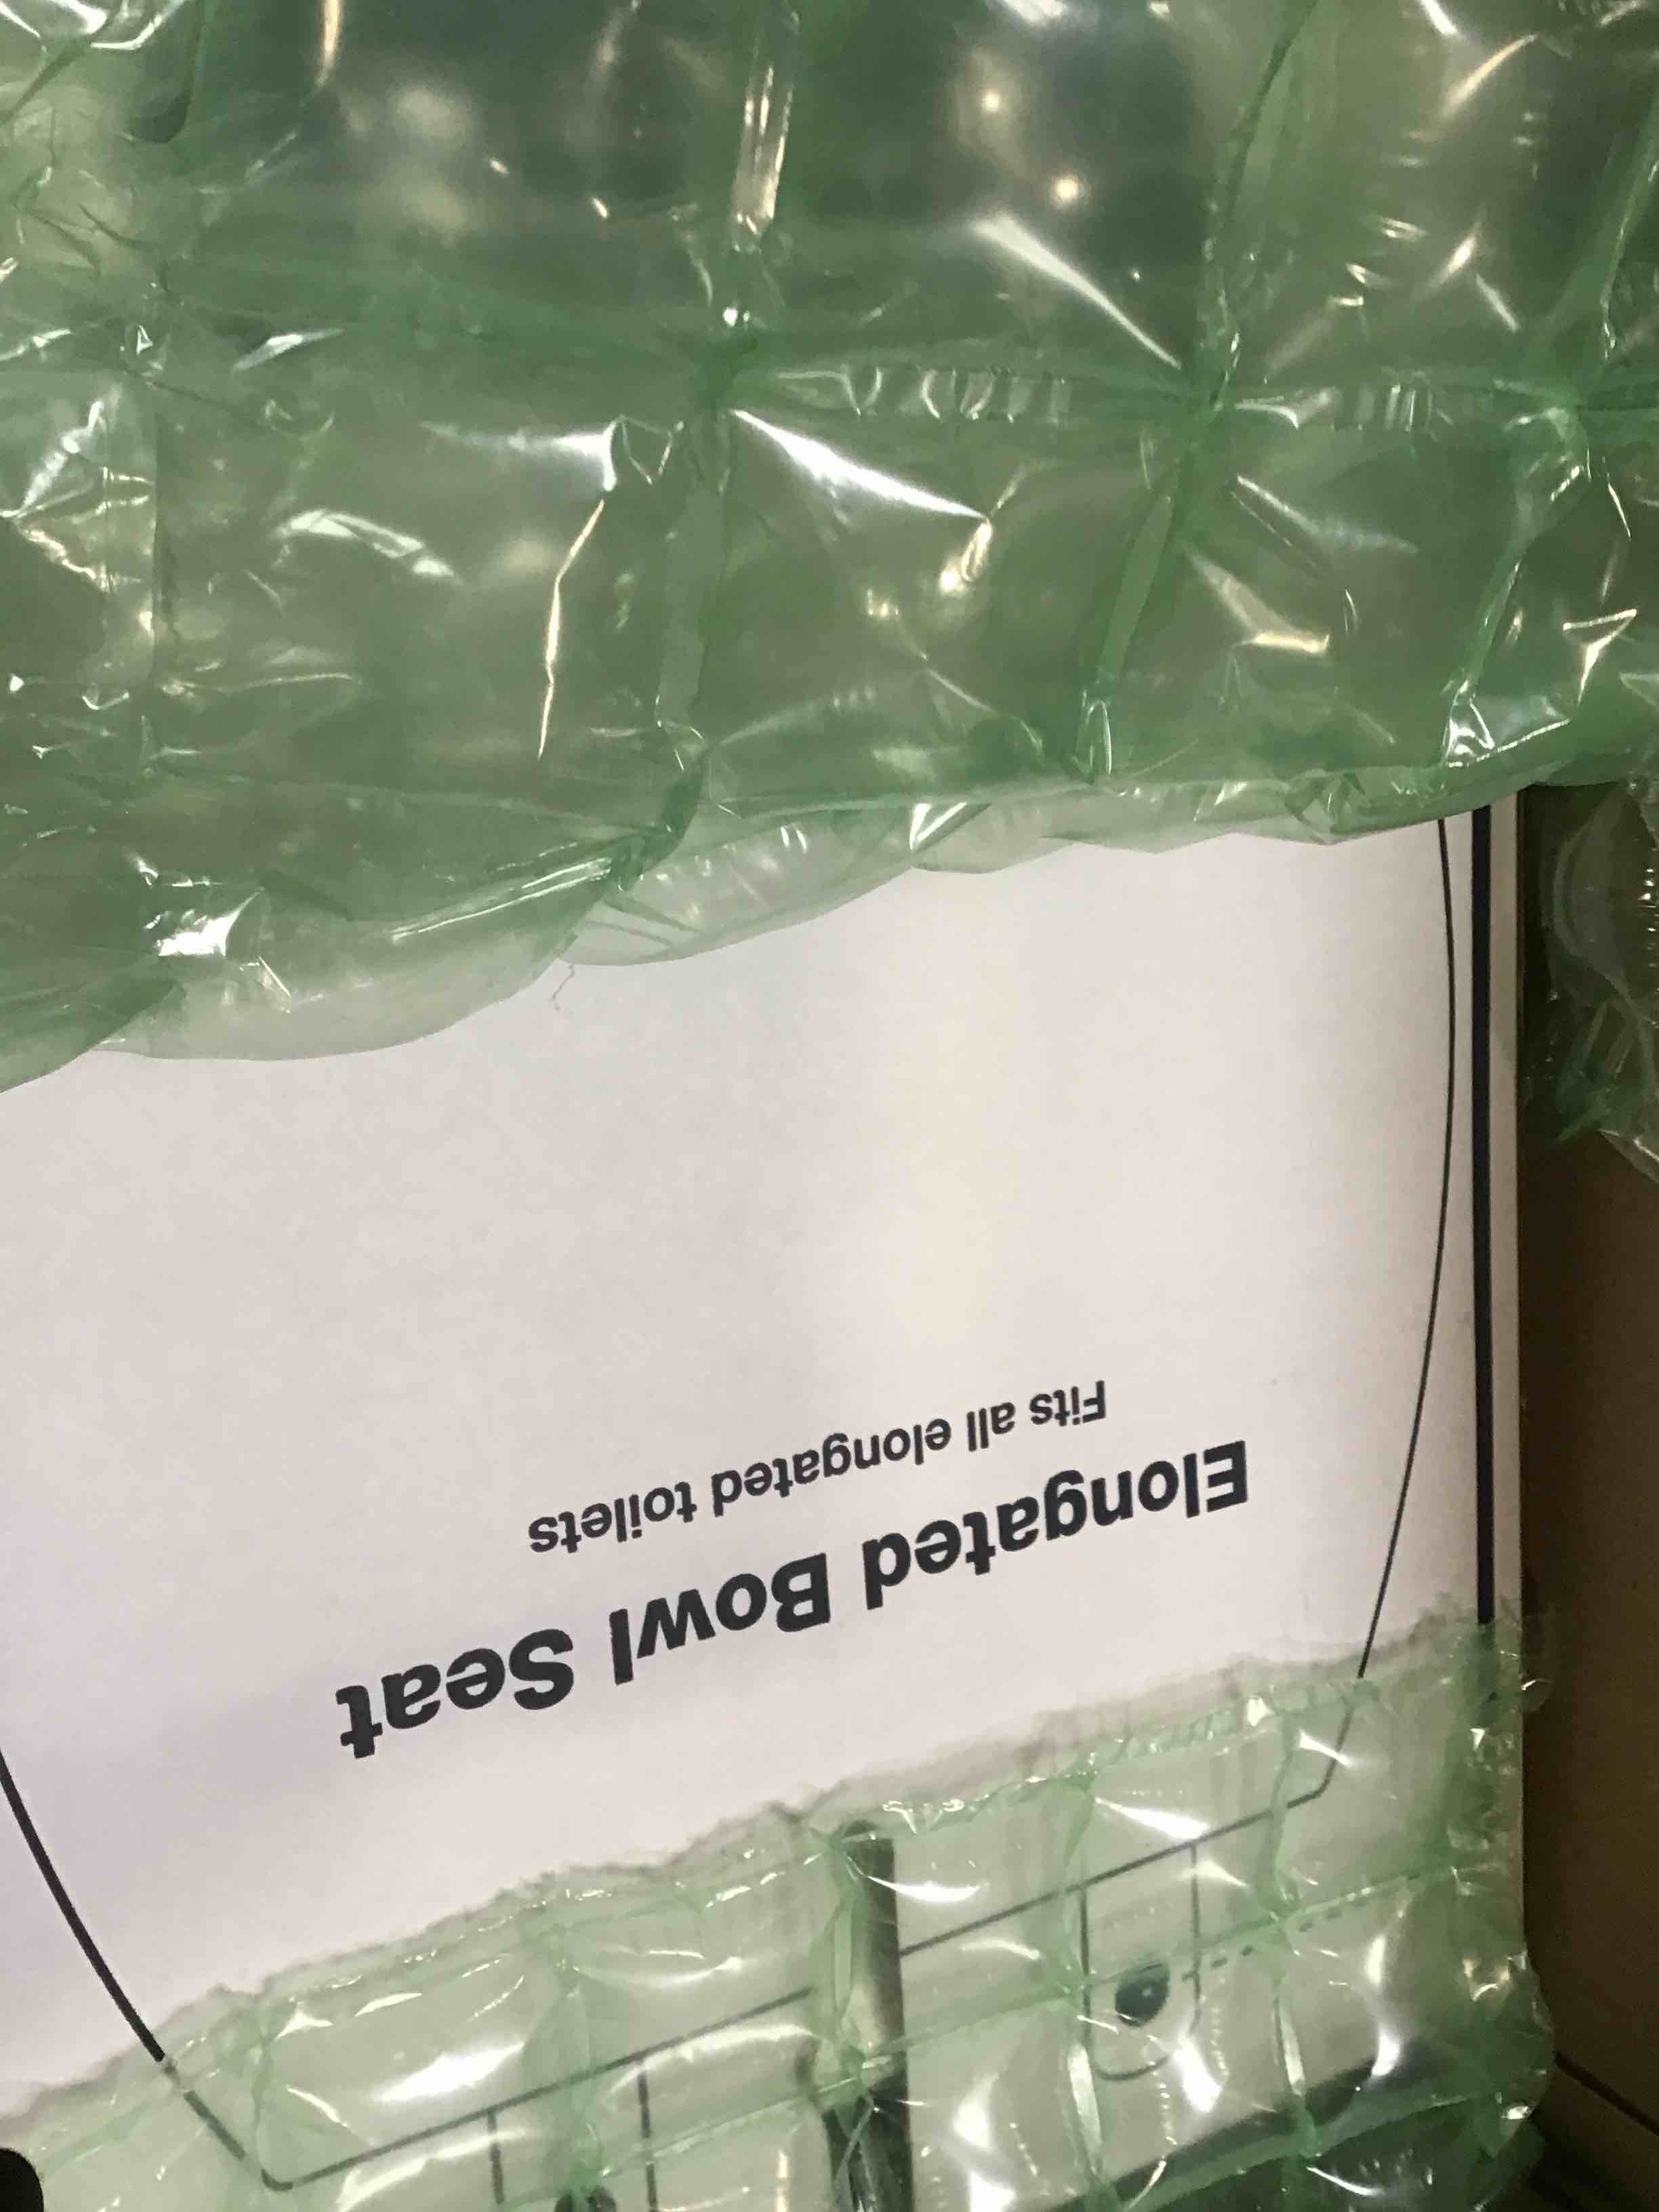 Elongated Bowl Seat
Fits all elongated toilets